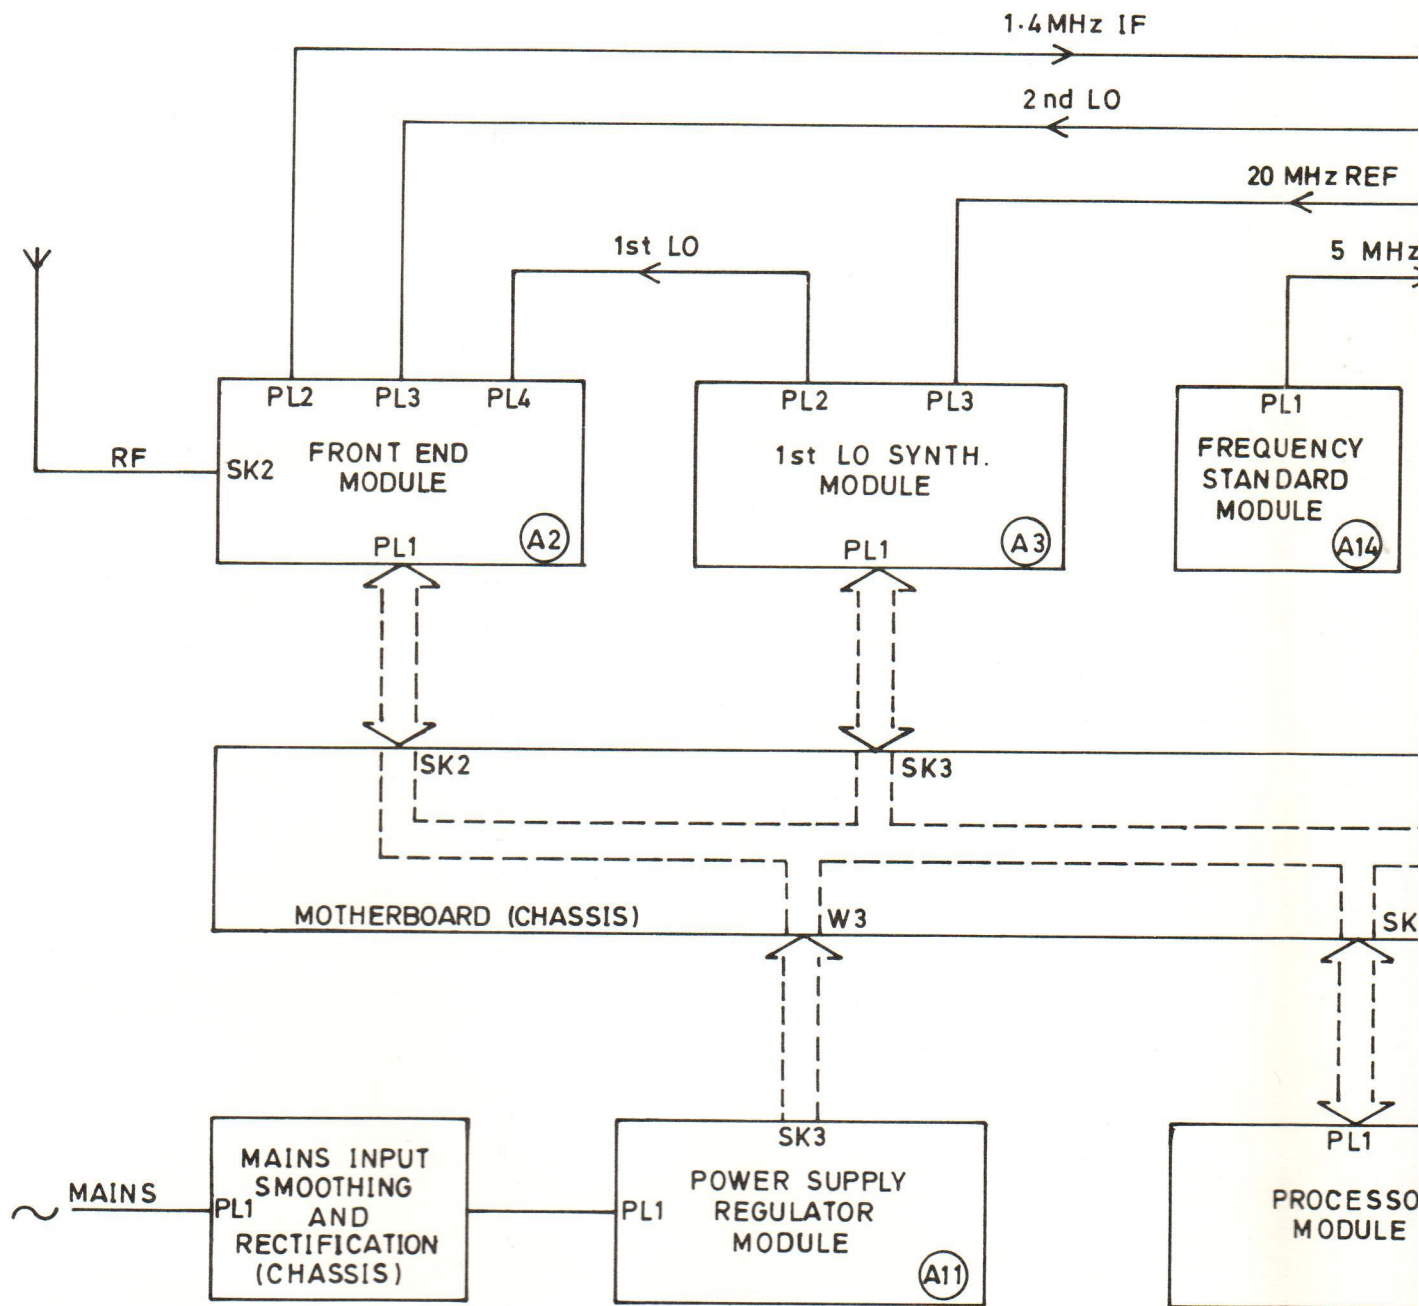 1.4MHz IF
2nd LO
20 MHz REF
1st LO
5 MHz
PL2 PL3 PL4
PL2 PL3
PL1
RF
SK2
FRONT END
MODULE
1st LO SYNTH.
MODULE
FREQUENCY
STANDARD
MODULE
PL1
A2
PL1
A3
A14
SK2
SK3
MOTHERBOARD (CHASSIS)
W3
SK
SK3
PL1
MAINS
PL1
MAINS INPUT
SMOOTHING
AND
RECTIFICATION
(CHASSIS)
PL1
POWER SUPPLY
REGULATOR
MODULE
A11
PROCESSO
MODULE